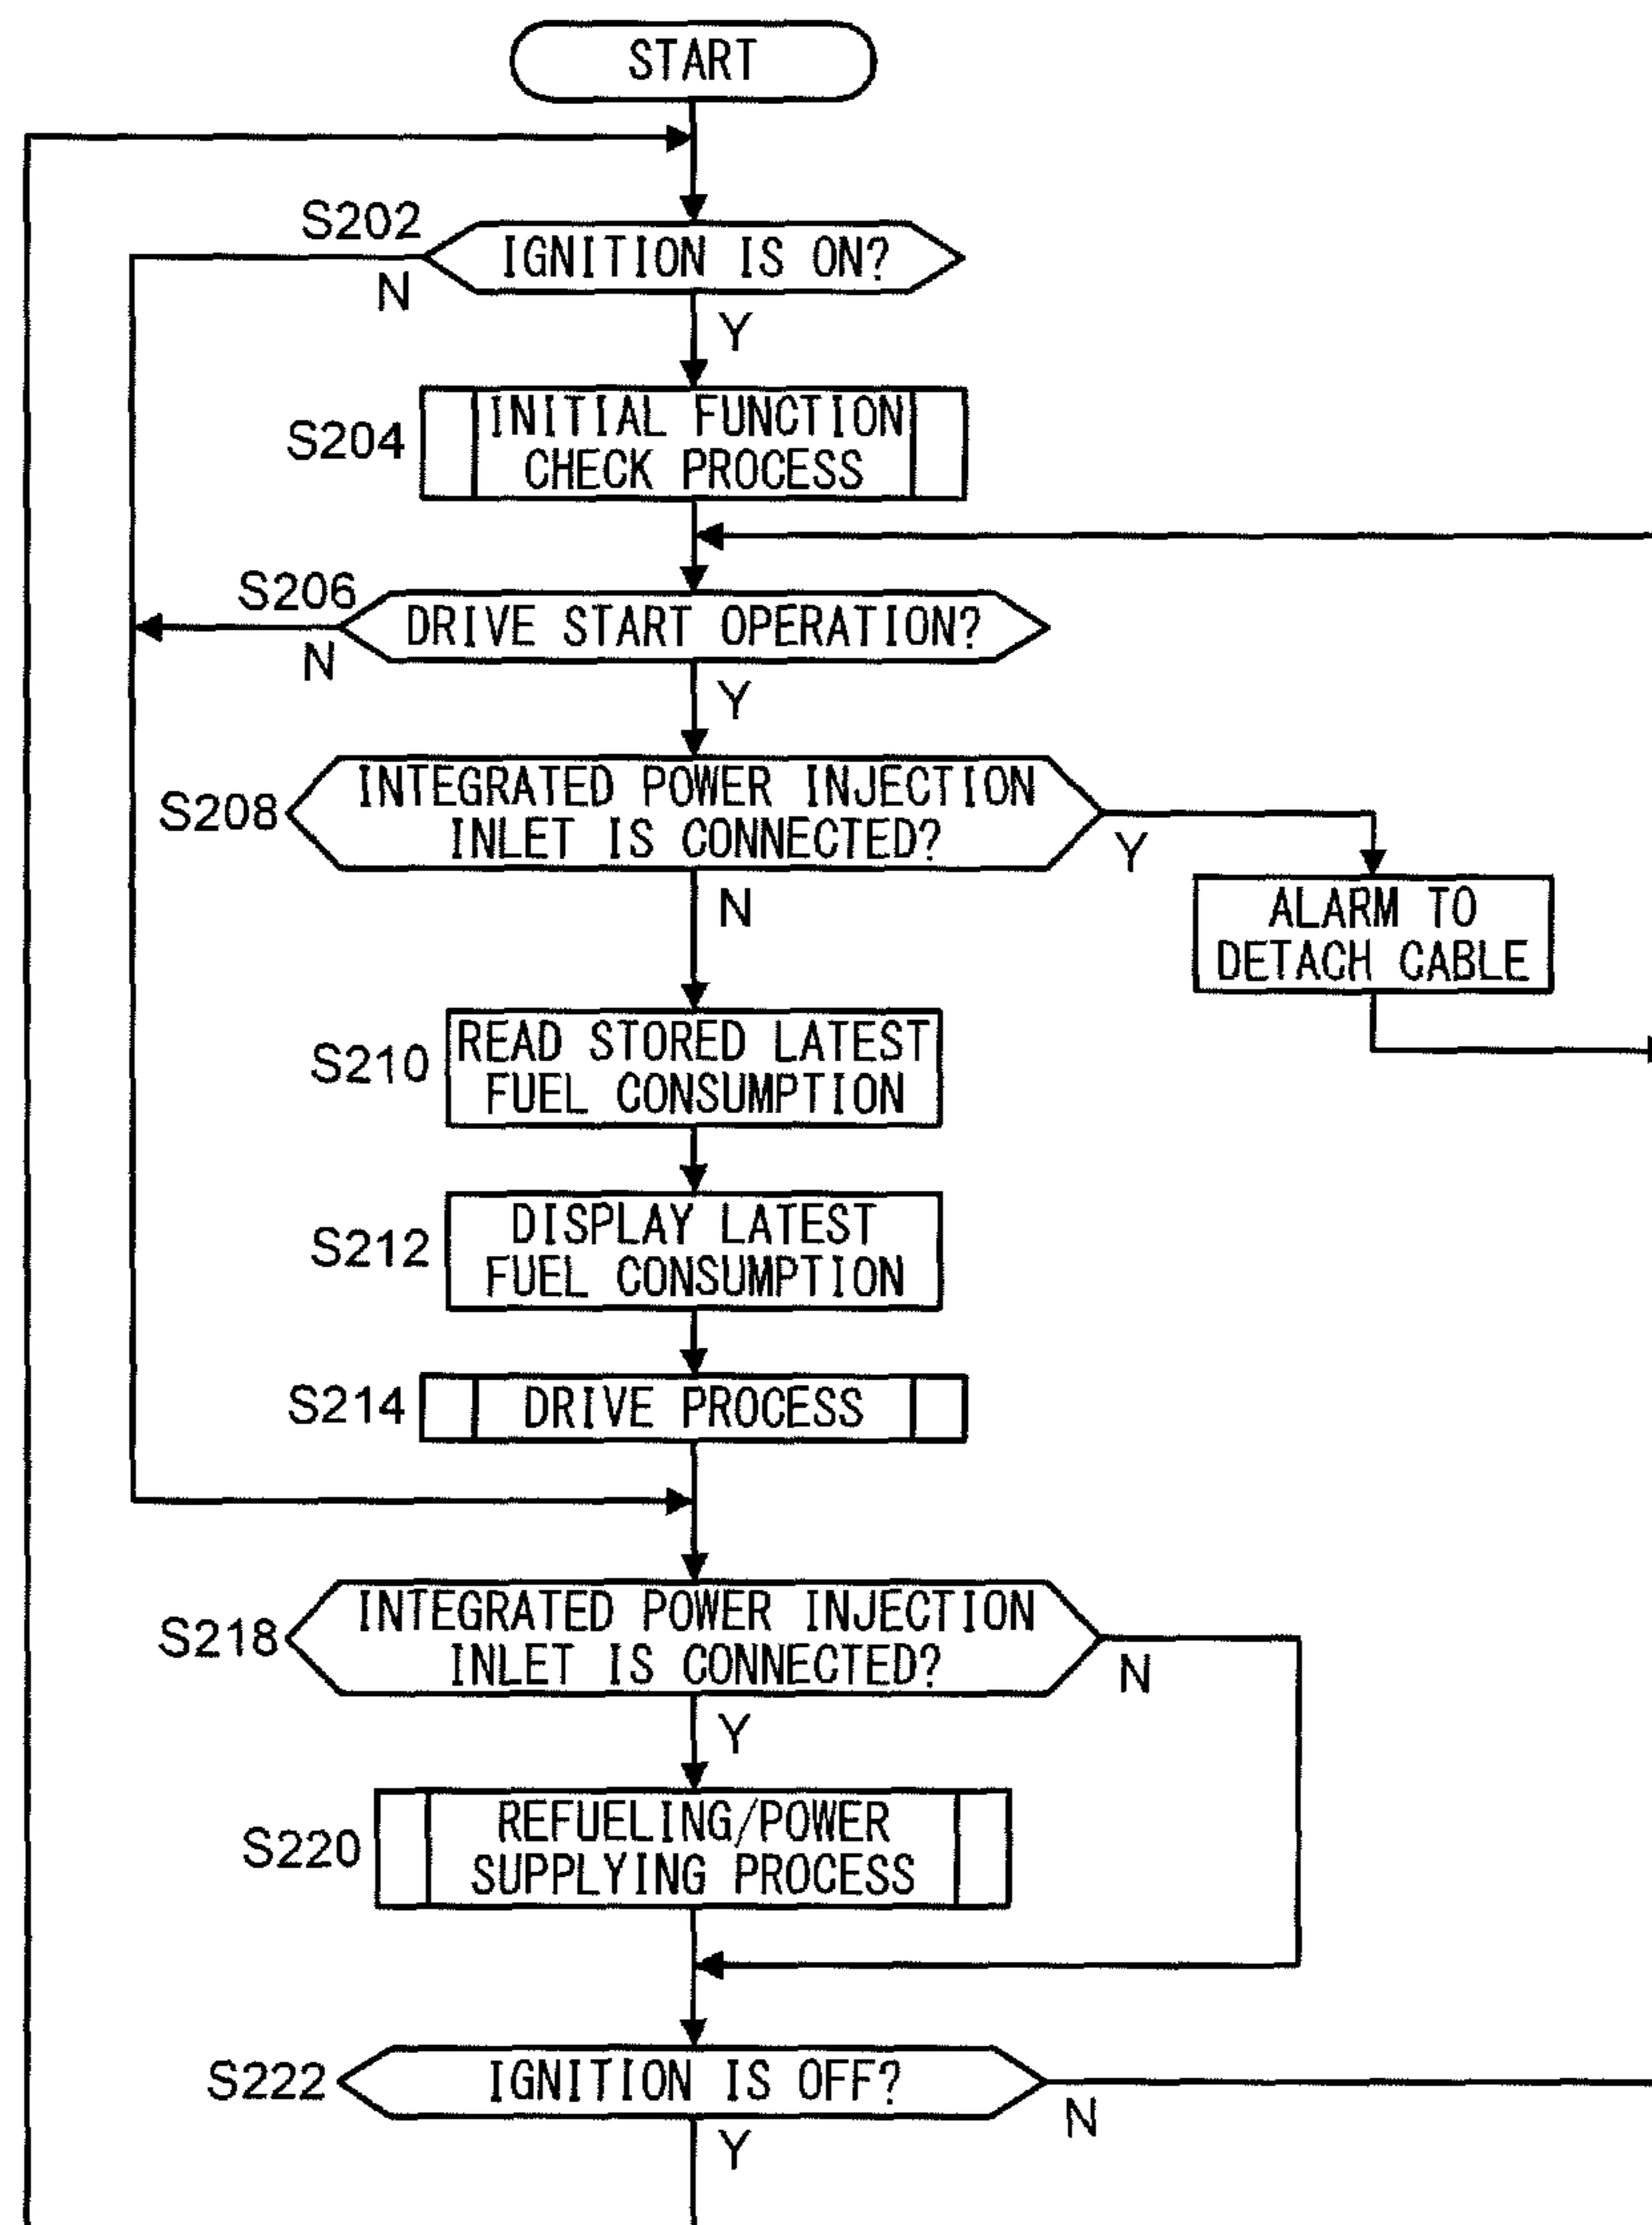 START
S202
IGNITION IS ON?
N
Y
S204
INITIAL FUNCTION
CHECK PROCESS
S206
DRIVE START OPERATION?
N
Y
S208
INTEGRATED POWER INJECTION
INLET IS CONNECTED?
Y
N
ALARM TO
DETACH CABLE
S210
READ STORED LATEST
FUEL CONSUMPTION
S212
DISPLAY LATEST
FUEL CONSUMPTION
S214
DRIVE PROCESS
S218
INTEGRATED POWER INJECTION
INLET IS CONNECTED?
N
Y
S220
REFUELING/POWER
SUPPLYING PROCESS
S222
IGNITION IS OFF?
N
Y